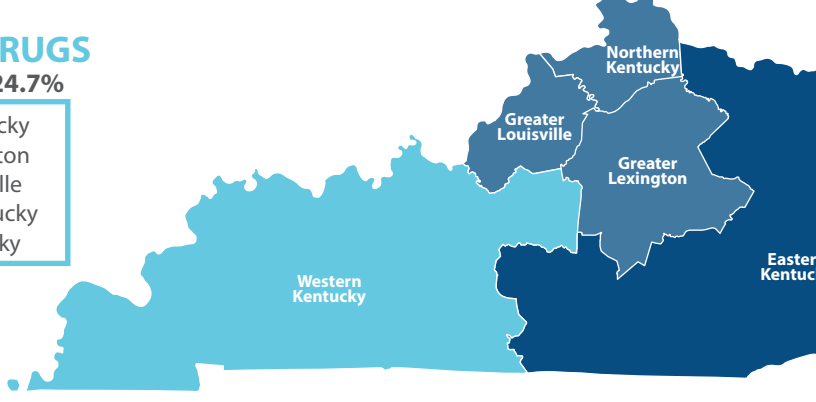 RUGS
24.7%
cky
ton
lle
ucky
ky
Northern
Kentucky
Greater
Louisville
Greater
Lexington
Western
Kentucky
Easter
Kentuc